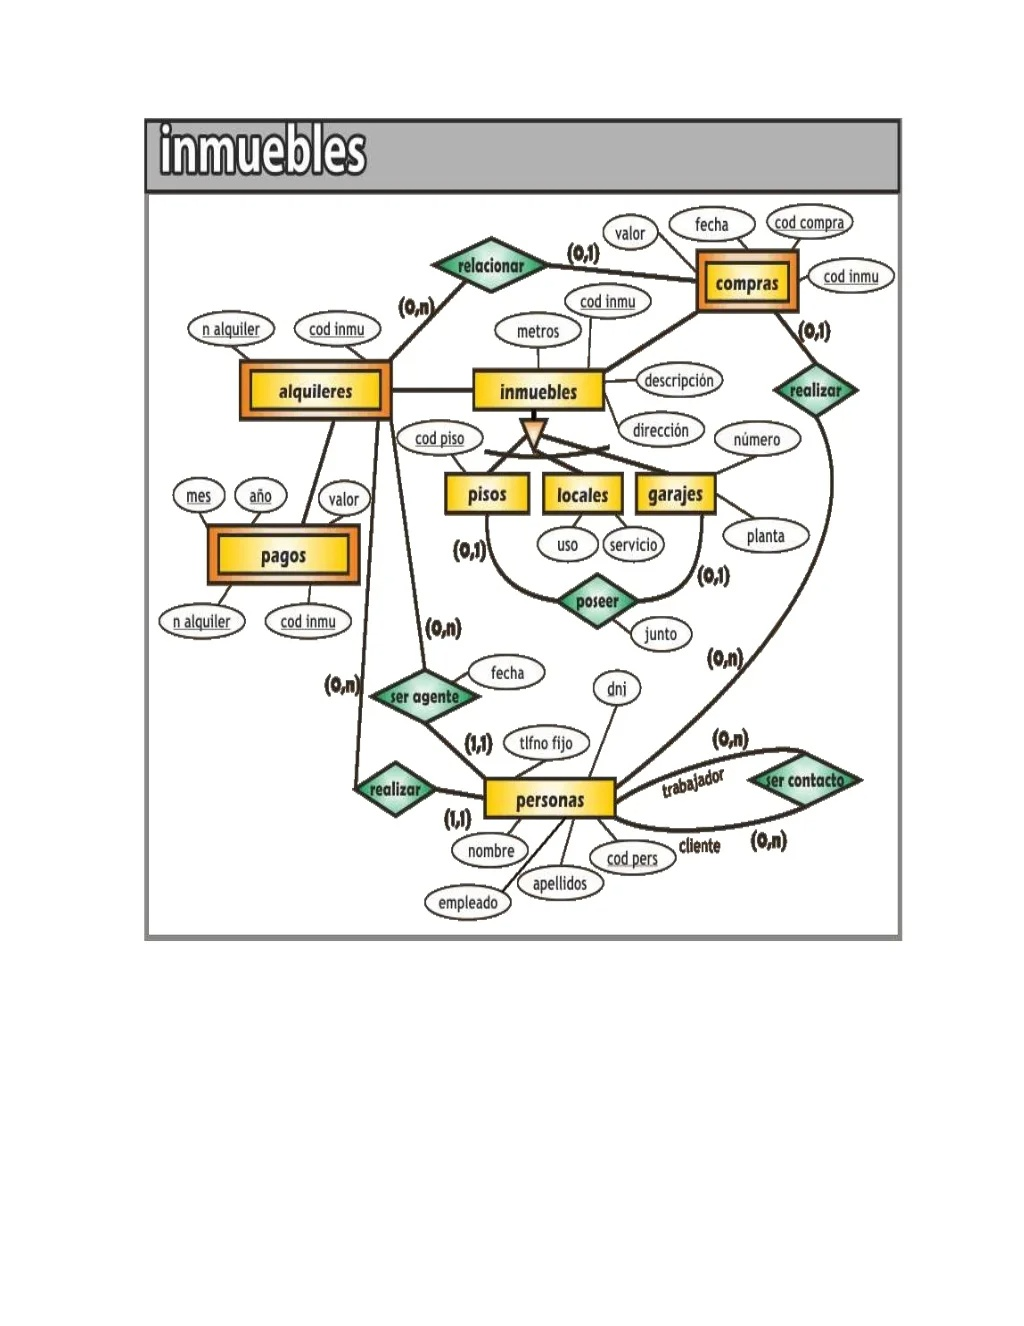 inmuebles
valor
fecha
cod compra
relacionar
(0,1)
compras
cod inmu
(0,n)
cod inmu
metros
n alquiler
cod inmu
(0,1)
alquileres
inmuebles
descripción
realizar
cod piso
dirección
número
pisos
locales
garajes
mes
año
valor
uso
servicio
planta
pagos
(0,1)
(0,1)
poseer
n alquiler
cod inmu
(0,n)
junto
(0,n)
fecha
(0,n)
dni
ser agente
(1,1)
tlfno fijo
(0,n)
trabajador
ser contacto
realizar
personas
(1,1)
cliente
(0,n)
nombre
cod pers
apellidos
empleado